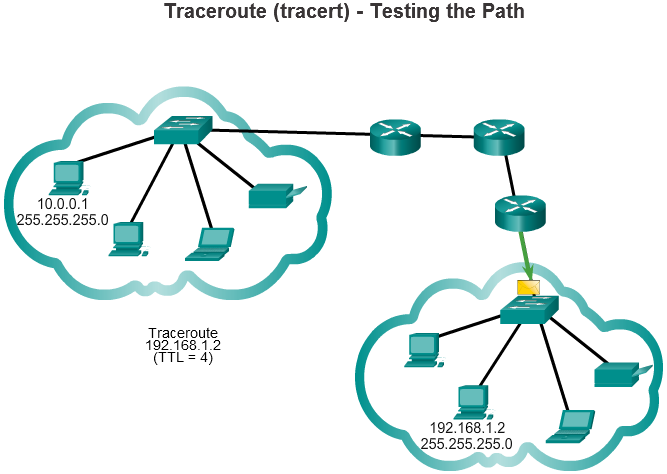 Traceroute (tracert) - Testing the Path
10.0.0.1
255.255.255.0
Traceroute
192.168.1.2
(TTL = 4)
192.168.1.2
255.255.255.0